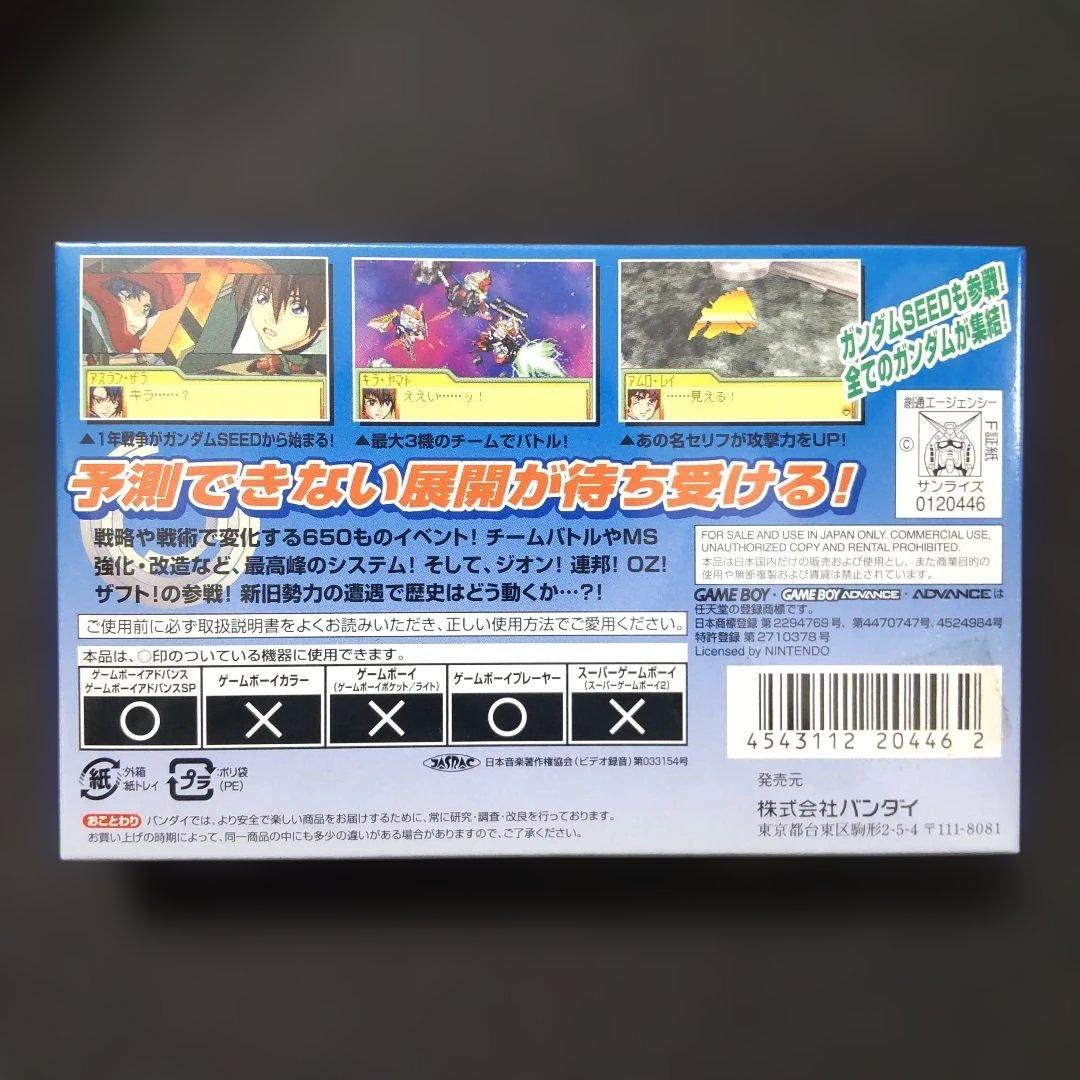 アスラン・ザラ
キラ……?
キラ・ヤマト
ええい……ッ!
アムロ・レイ
……見える!
▲1年戦争がガンダムSEEDから始まる!
▲最大3機のチームでバトル!
▲あの名セリフが攻撃力をUP!
ガンダムSEEDも参戦!
全てのガンダムが集結!
創通エージェンシー
©
F証紙
サンライズ
0120446
予測できない展開が待ち受ける!
戦略や戦術で変化する650ものイベント! チームバトルやMS
強化・改造など、最高峰のシステム! そして、ジオン! 連邦! OZ!
ザフト!の参戦! 新旧勢力の遭遇で歴史はどう動くか…?!
FOR SALE AND USE IN JAPAN ONLY. COMMERCIAL USE,
UNAUTHORIZED COPY AND RENTAL PROHIBITED.
本品は日本国内だけの販売および使用とし、また商業目的の
使用や無断複製および賃貸は禁止されています。
GAME BOY・GAME BOY ADVANCE・ADVANCEは
任天堂の登録商標です。
日本商標登録 第2294769号、第4470747号、4524984号
特許登録 第2710378号
Licensed by NINTENDO
ご使用前に必ず取扱説明書をよくお読みいただき、正しい使用方法でご愛用ください。
本品は、○印のついている機器に使用できます。
ゲームボーイアドバンス
ゲームボーイアドバンスSP
ゲームボーイカラー
ゲームボーイ
(ゲームボーイポケット/ライト)
ゲームボーイプレーヤー
スーパーゲームボーイ
(スーパーゲームボーイ2)
○
×
×
○
×
4543112 20446 2
紙
:外箱
:紙トレイ
プラ
:ポリ袋
(PE)
JASRAC
日本音楽著作権協会(ビデオ録音)第033154号
おことわり バンダイでは、より安全で楽しい商品をお届けするために、常に研究・調査・改良を行っております。
お買い上げの時期によって、同一商品の中にも多少の違いがある場合がありますので、ご了承ください。
発売元
株式会社バンダイ
東京都台東区駒形2-5-4 〒111-8081